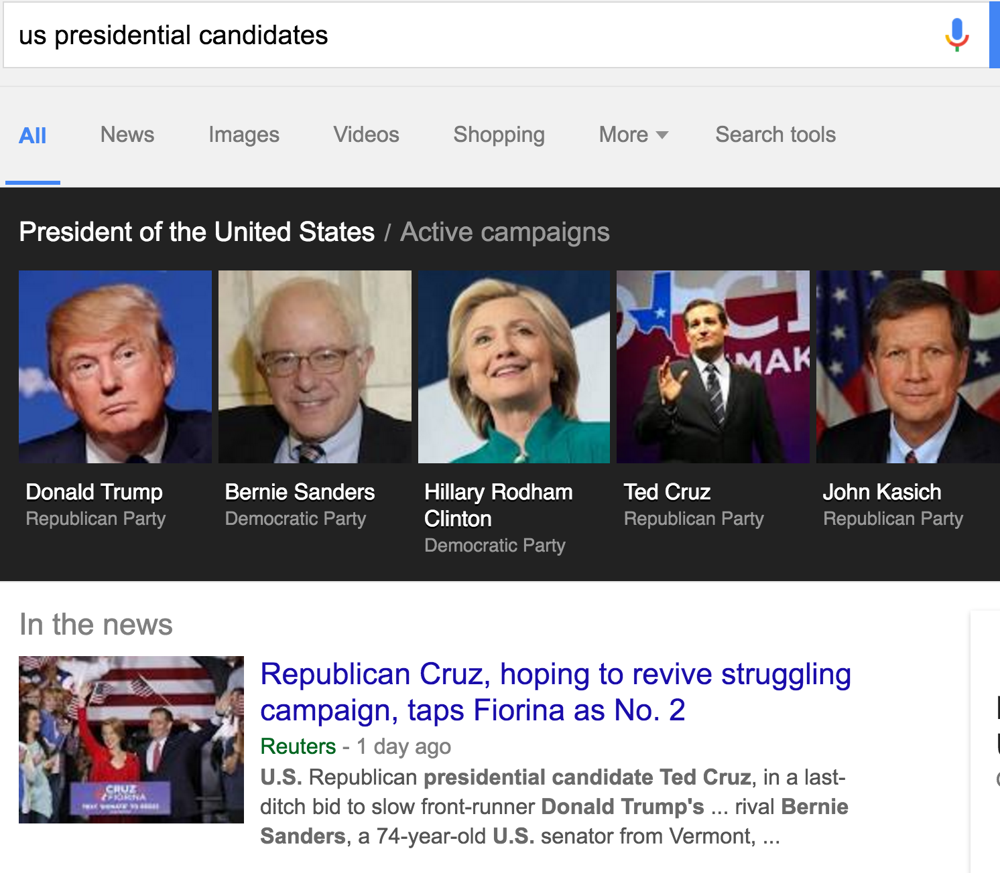 us presidential candidates
All News Images Videos Shopping More Search tools
President of the United States / Active campaigns
MAK
Donald Trump
Republican Party
Bernie Sanders
Democratic Party
Hillary Rodham
Clinton
Democratic Party
Ted Cruz
Republican Party
John Kasich
Republican Party
In the news
Republican Cruz, hoping to revive struggling
campaign, taps Fiorina as No. 2
Reuters - 1 day ago
U.S. Republican presidential candidate Ted Cruz, in a last-
ditch bid to slow front-runner Donald Trump's ... rival Bernie
Sanders, a 74-year-old U.S. senator from Vermont, ...
CRUZ
FIORINA